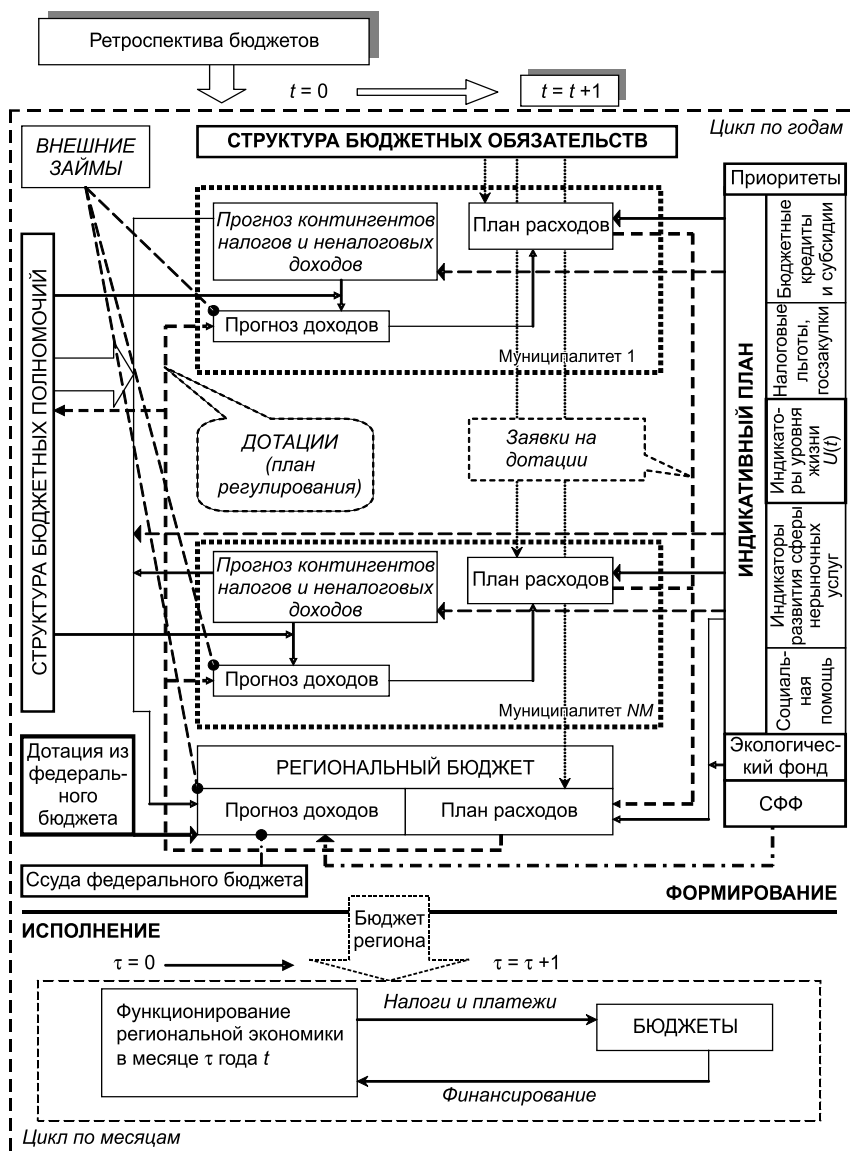 Ретроспектива бюджетов
t = 0
t = t +1
Цикл по годам
ВНЕШНИЕ
ЗАЙМЫ
СТРУКТУРА БЮДЖЕТНЫХ ОБЯЗАТЕЛЬСТВ
Прогноз контингентов
налогов и неналоговых
доходов
План расходов
Прогноз доходов
Муниципалитет 1
СТРУКТУРА БЮДЖЕТНЫХ ПОЛНОМОЧИЙ
ДОТАЦИИ
(план
регулирования)
Заявки на
дотации
Прогноз контингентов
налогов и неналоговых
доходов
План расходов
Прогноз доходов
Муниципалитет NM
Приоритеты
ИНДИКАТИВНЫЙ ПЛАН
Бюджетные
кредиты
и субсидии
Налоговые
льготы,
госзакупки
Индикато-
ры уровня
жизни
U(t)
Индикаторы
развития сферы
нерыночных
услуг
Социаль-
ная
помощь
Экологичес-
кий фонд
СФФ
Дотация из
федераль-
ного
бюджета
РЕГИОНАЛЬНЫЙ БЮДЖЕТ
Прогноз доходов
План расходов
Ссуда федерального бюджета
ФОРМИРОВАНИЕ
ИСПОЛНЕНИЕ
Бюджет
региона
τ = 0
τ = τ +1
Функционирование
региональной экономики
в месяце τ года t
Налоги и платежи
БЮДЖЕТЫ
Финансирование
Цикл по месяцам